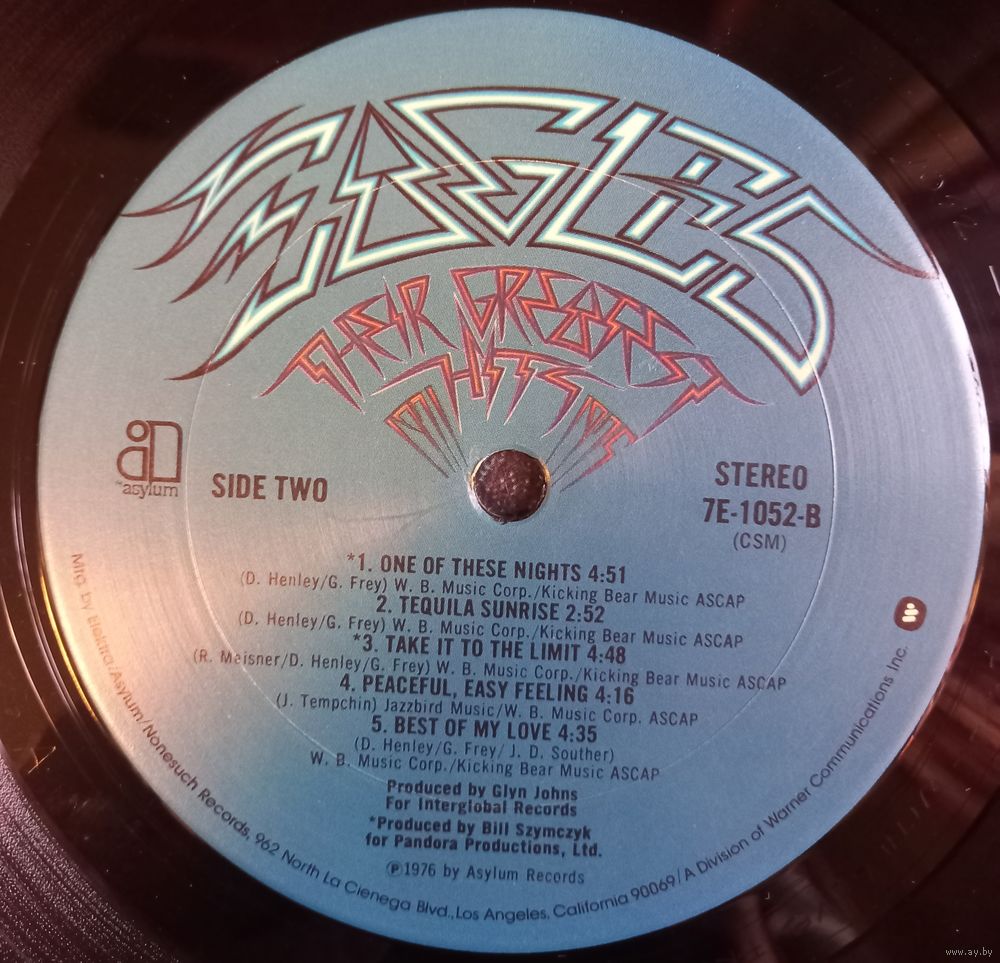 EAGLES
THEIR GREATEST
HITS
1971 1975
asylum
SIDE TWO
STEREO
7E-1052-B
(CSM)
*1. ONE OF THESE NIGHTS 4:51
(D. Henley/G. Frey) W. B. Music Corp./Kicking Bear Music ASCAP
2. TEQUILA SUNRISE 2:52
(D. Henley/G. Frey) W. B. Music Corp./Kicking Bear Music ASCAP
*3. TAKE IT TO THE LIMIT 4:48
(R. Meisner/D. Henley/G. Frey) W. B. Music Corp./Kicking Bear Music ASCAP
4. PEACEFUL, EASY FEELING 4:16
(J. Tempchin) Jazzbird Music/W. B. Music Corp. ASCAP
5. BEST OF MY LOVE 4:35
(D. Henley/G. Frey/ J. D. Souther)
W. B. Music Corp./Kicking Bear Music ASCAP
Produced by Glyn Johns
For Interglobal Records
*Produced by Bill Szymczyk
for Pandora Productions, Ltd.
Ⓟ1976 by Asylum Records
Mfg. by Elektra/Asylum/Nonesuch Records, 962 North La Cienega Blvd., Los Angeles, California 90069/A Division of Warner Communications Inc.
www.ay.by